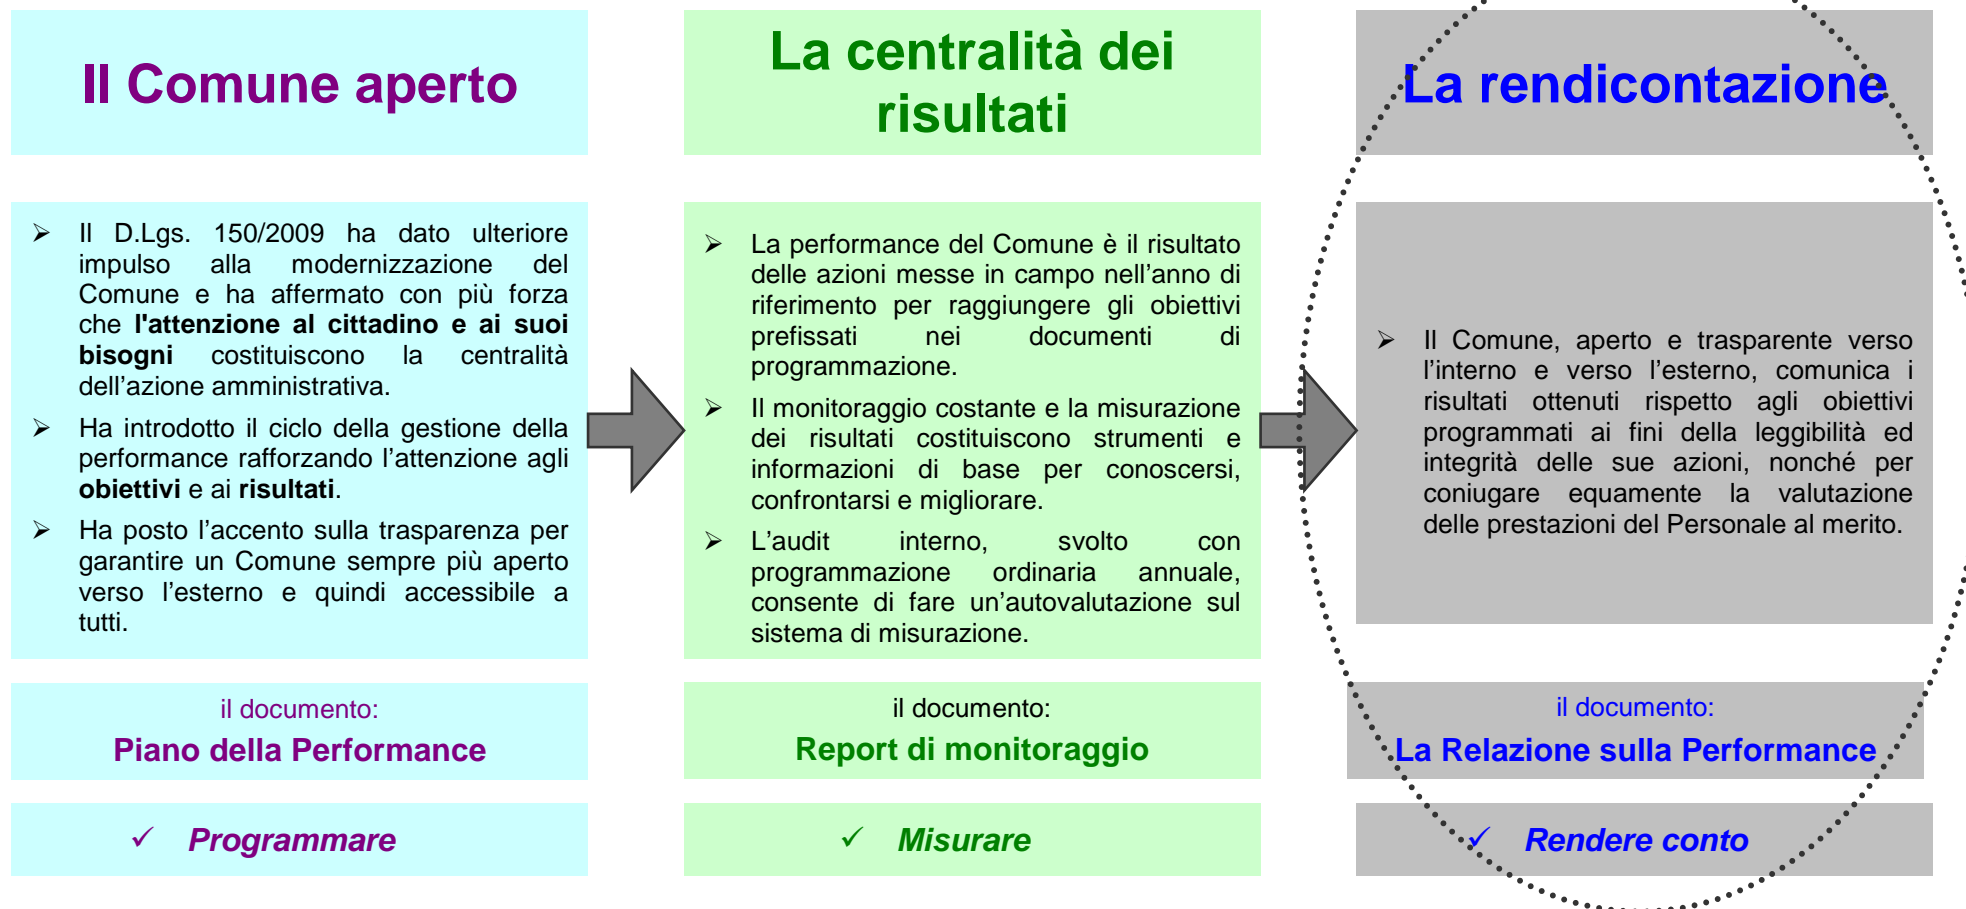 Il Comune aperto
➢ Il D.Lgs. 150/2009 ha dato ulteriore
impulso alla modernizzazione del
Comune e ha affermato con più forza
che l'attenzione al cittadino e ai suoi
bisogni costituiscono la centralità
dell’azione amministrativa.
➢ Ha introdotto il ciclo della gestione della
performance rafforzando l’attenzione agli
obiettivi e ai risultati.
➢ Ha posto l’accento sulla trasparenza per
garantire un Comune sempre più aperto
verso l’esterno e quindi accessibile a
tutti.
il documento:
Piano della Performance
✓ Programmare
La centralità dei
risultati
➢ La performance del Comune è il risultato
delle azioni messe in campo nell’anno di
riferimento per raggiungere gli obiettivi
prefissati nei documenti di
programmazione.
➢ Il monitoraggio costante e la misurazione
dei risultati costituiscono strumenti e
informazioni di base per conoscersi,
confrontarsi e migliorare.
➢ L’audit interno, svolto con
programmazione ordinaria annuale,
consente di fare un’autovalutazione sul
sistema di misurazione.
il documento:
Report di monitoraggio
✓ Misurare
La rendicontazione
➢ Il Comune, aperto e trasparente verso
l’interno e verso l’esterno, comunica i
risultati ottenuti rispetto agli obiettivi
programmati ai fini della leggibilità ed
integrità delle sue azioni, nonché per
coniugare equamente la valutazione
delle prestazioni del Personale al merito.
il documento:
La Relazione sulla Performance
✓ Rendere conto